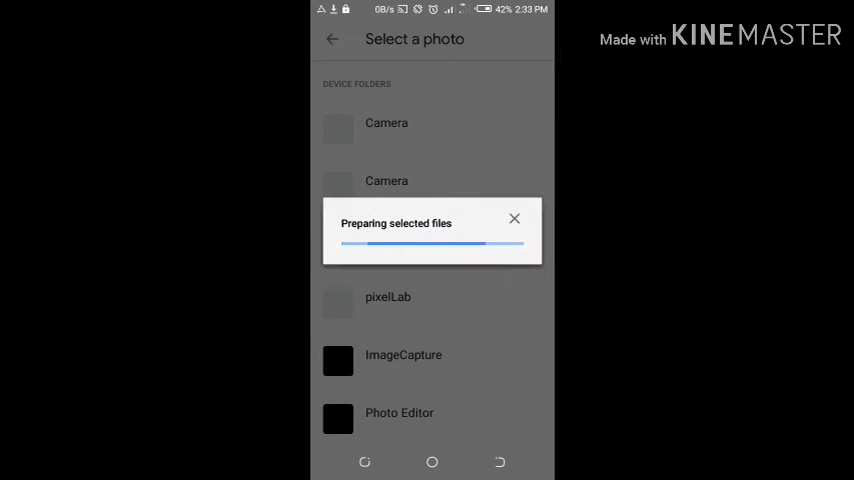 0B/s 42% 2:33 PM
Made with KINEMASTER
Select a photo
DEVICE FOLDERS
Camera
Camera
Preparing selected files
pixelLab
ImageCapture
Photo Editor